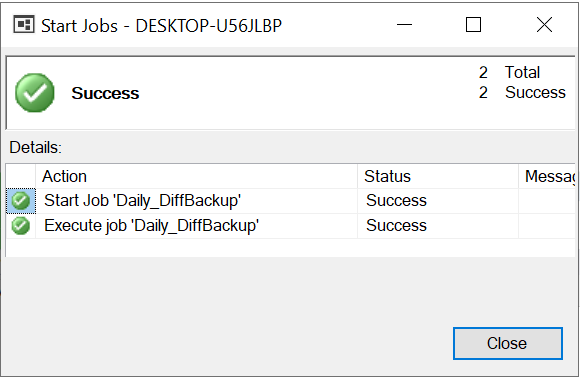 Start Jobs - DESKTOP-U56JLBP
Success
2 Total
2 Success
Details:
Action Status Messag
Start Job 'Daily_DiffBackup' Success
Execute job 'Daily_DiffBackup' Success
Close